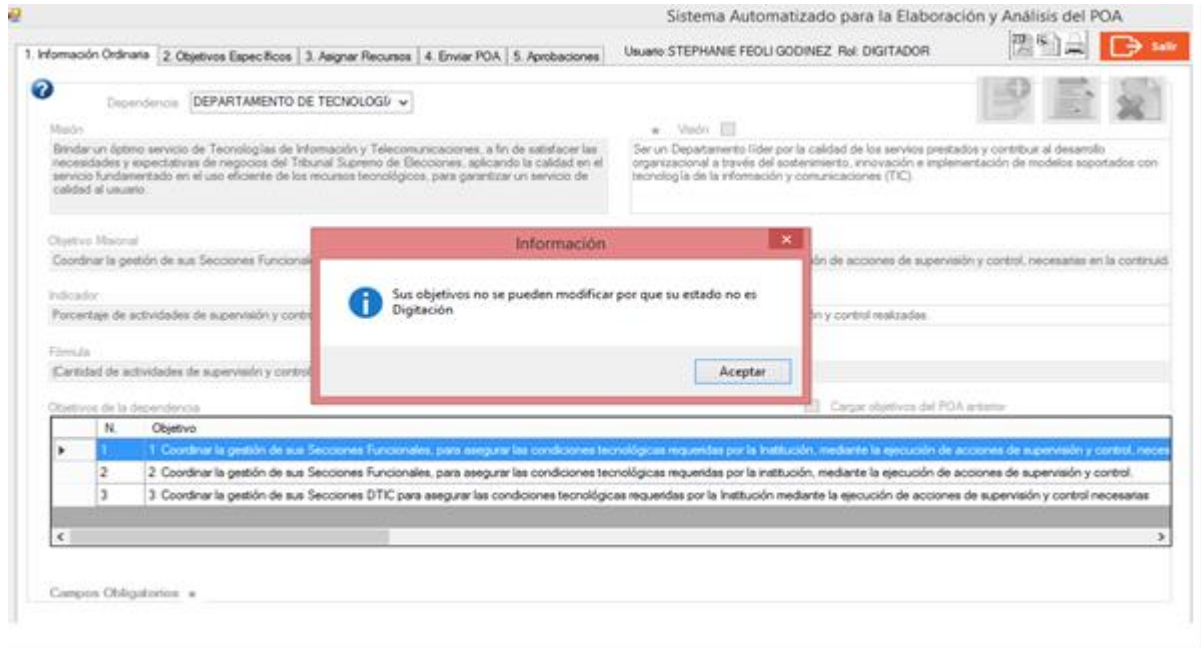 Sistema Automatizado para la Elaboración y Análisis del POA
1. Información Ordinaria 2. Objetivos Específicos 3. Asignar Recursos 4. Enviar POA 5. Aprobaciones Usuario: STEPHANIE FEOLI GODINEZ Rol: DIGITADOR Salir
Dependencia DEPARTAMENTO DE TECNOLOGÍ
Misión
Brindar un óptimo servicio de Tecnologías de Información y Telecomunicaciones, a fin de satisfacer las
necesidades y expectativas de negocios del Tribunal Supremo de Elecciones, aplicando la calidad en el
servicio fundamentado en el uso eficiente de los recursos tecnológicos, para garantizar un servicio de
calidad al usuario.
* Visión
Ser un Departamento líder por la calidad de los servios prestados y contribuir al desarrollo
organizacional a través del sostenimiento, innovación e implementación de modelos soportados con
tecnología de la información y comunicaciones (TIC).
Objetivo Misional
Coordinar la gestión de sus Secciones Funcional
ón de acciones de supervisión y control, necesarias en la continuid
Indicador
Porcentaje de actividades de supervisión y contr
n y control realizadas.
Fórmula
(Cantidad de actividades de supervisión y control
Información
Sus objetivos no se pueden modificar por que su estado no es
Digitación
Aceptar
Objetivos de la dependencia
Cargar objetivos del POA anterior
N. Objetivo
1 1 Coordinar la gestión de sus Secciones Funcionales, para asegurar las condiciones tecnológicas requeridas por la Institución, mediante la ejecución de acciones de supervisión y control, neces
2 2 Coordinar la gestión de sus Secciones Funcionales, para asegurar las condiciones tecnológicas requeridas por la institución, mediante la ejecución de acciones de supervisión y control.
3 3 Coordinar la gestión de sus Secciones DTIC para asegurar las condiciones tecnológicas requeridas por la Institución mediante la ejecución de acciones de supervisión y control necesarias
Campos Obligatorios *